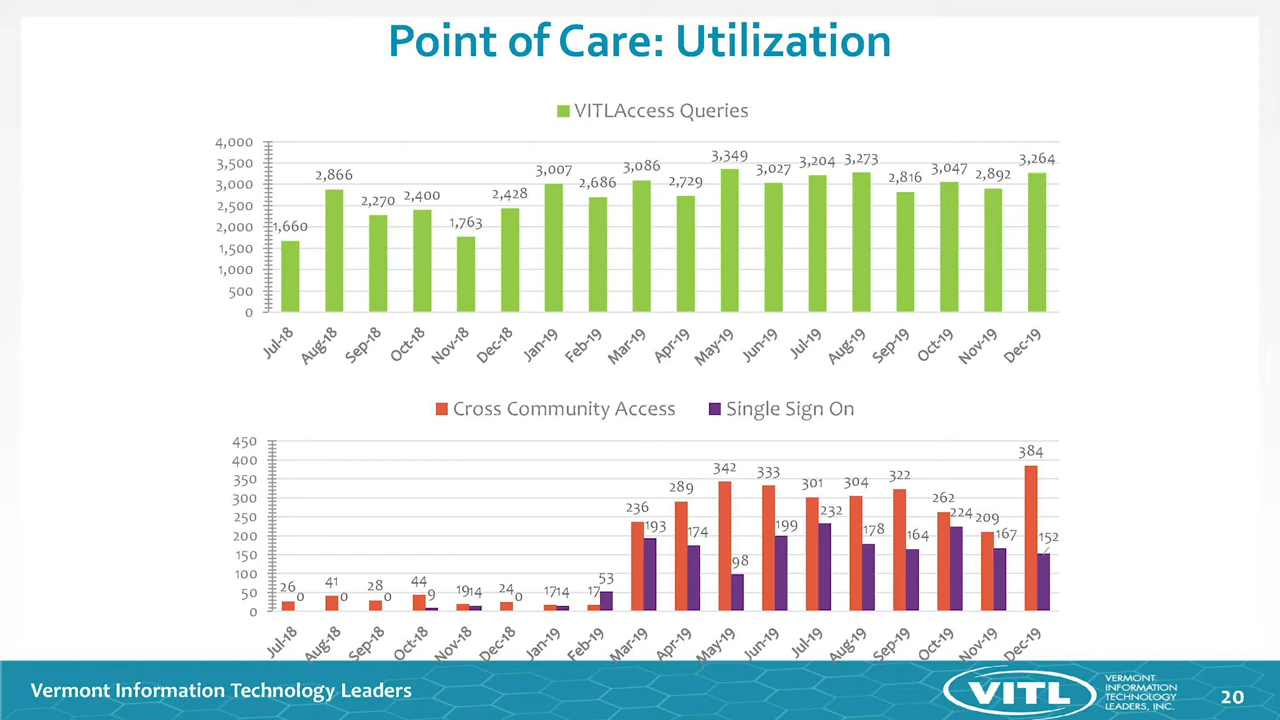 Point of Care: Utilization
VITLAccess Queries
4,000
3,500
3,000
2,500
2,000
1,500
1,000
500
0
1,660
2,866
2,270
2,400
1,763
2,428
3,007
2,686
3,086
2,729
3,349
3,027
3,204
3,273
2,816
3,047
2,892
3,264
Jul-18
Aug-18
Sep-18
Oct-18
Nov-18
Dec-18
Jan-19
Feb-19
Mar-19
Apr-19
May-19
Jun-19
Jul-19
Aug-19
Sep-19
Oct-19
Nov-19
Dec-19
Cross Community Access
Single Sign On
450
400
350
300
250
200
150
100
50
0
26
0
41
0
28
0
44
9
19
14
24
0
17
14
17
53
236
193
289
174
342
98
333
199
301
232
304
178
322
164
262
224
209
167
384
152
Jul-18
Aug-18
Sep-18
Oct-18
Nov-18
Dec-18
Jan-19
Feb-19
Mar-19
Apr-19
May-19
Jun-19
Jul-19
Aug-19
Sep-19
Oct-19
Nov-19
Dec-19
Vermont Information Technology Leaders
VITL
VERMONT
INFORMATION
TECHNOLOGY
LEADERS, INC.
20